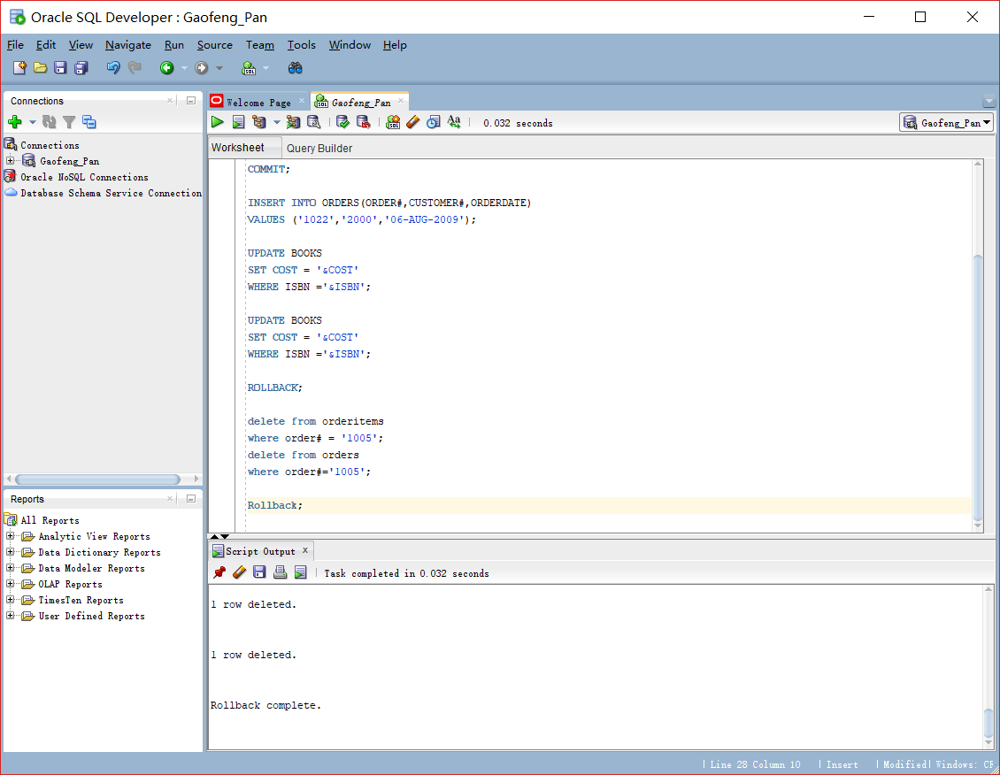 Oracle SQL Developer : Gaofeng_Pan
File Edit View Navigate Run Source Team Tools Window Help
Connections
Connections
Gaofeng_Pan
Oracle NoSQL Connections
Database Schema Service Connection
Reports
All Reports
Analytic View Reports
Data Dictionary Reports
Data Modeler Reports
OLAP Reports
TimesTen Reports
User Defined Reports
Welcome Page
Gaofeng_Pan
0.032 seconds
Gaofeng_Pan
Worksheet
Query Builder
COMMIT;
INSERT INTO ORDERS(ORDER#,CUSTOMER#,ORDERDATE)
VALUES ('1022','2000','06-AUG-2009');
UPDATE BOOKS
SET COST = '&COST'
WHERE ISBN ='&ISBN';
UPDATE BOOKS
SET COST = '&COST'
WHERE ISBN ='&ISBN';
ROLLBACK;
delete from orderitems
where order# = '1005';
delete from orders
where order#='1005';
Rollback;
Script Output
Task completed in 0.032 seconds
1 row deleted.
1 row deleted.
Rollback complete.
Line 28 Column 10 | Insert | Modified | Windows: CR